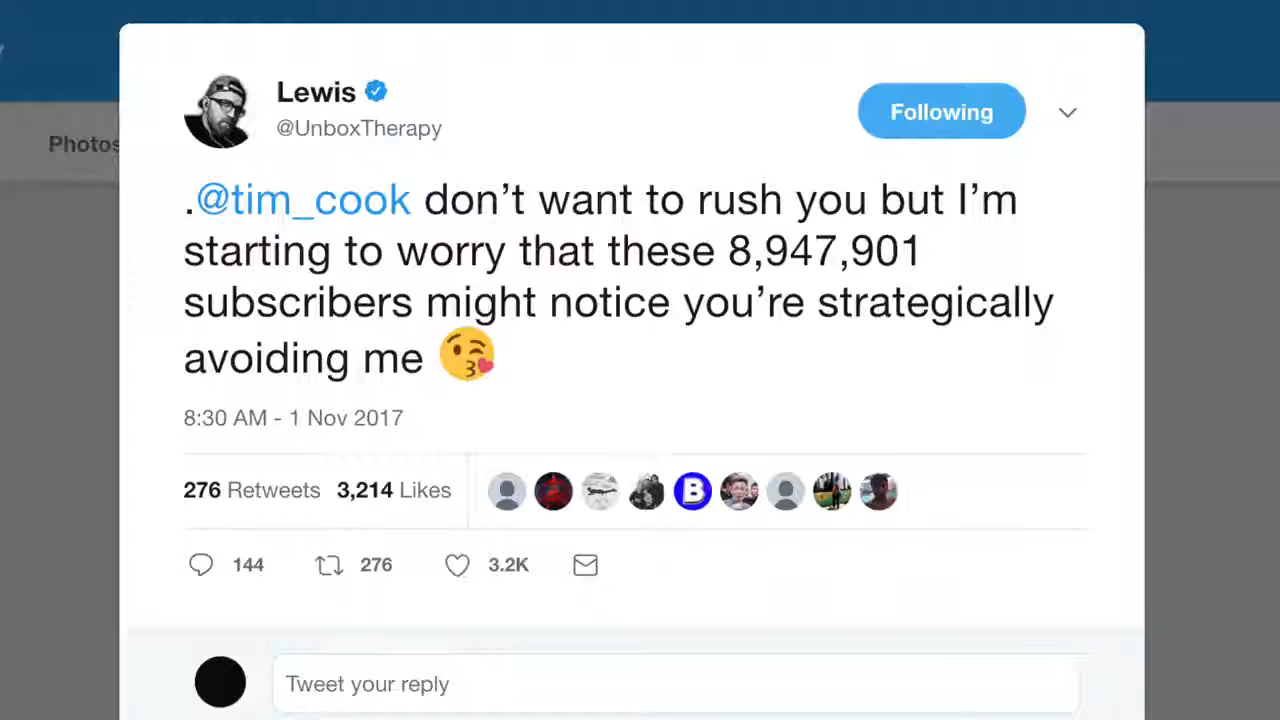 Lewis
Following
@UnboxTherapy
Photos
.@tim_cook don’t want to rush you but I’m
starting to worry that these 8,947,901
subscribers might notice you’re strategically
avoiding me 😘
8:30 AM - 1 Nov 2017
276 Retweets 3,214 Likes
B
144 276 3.2K
Tweet your reply